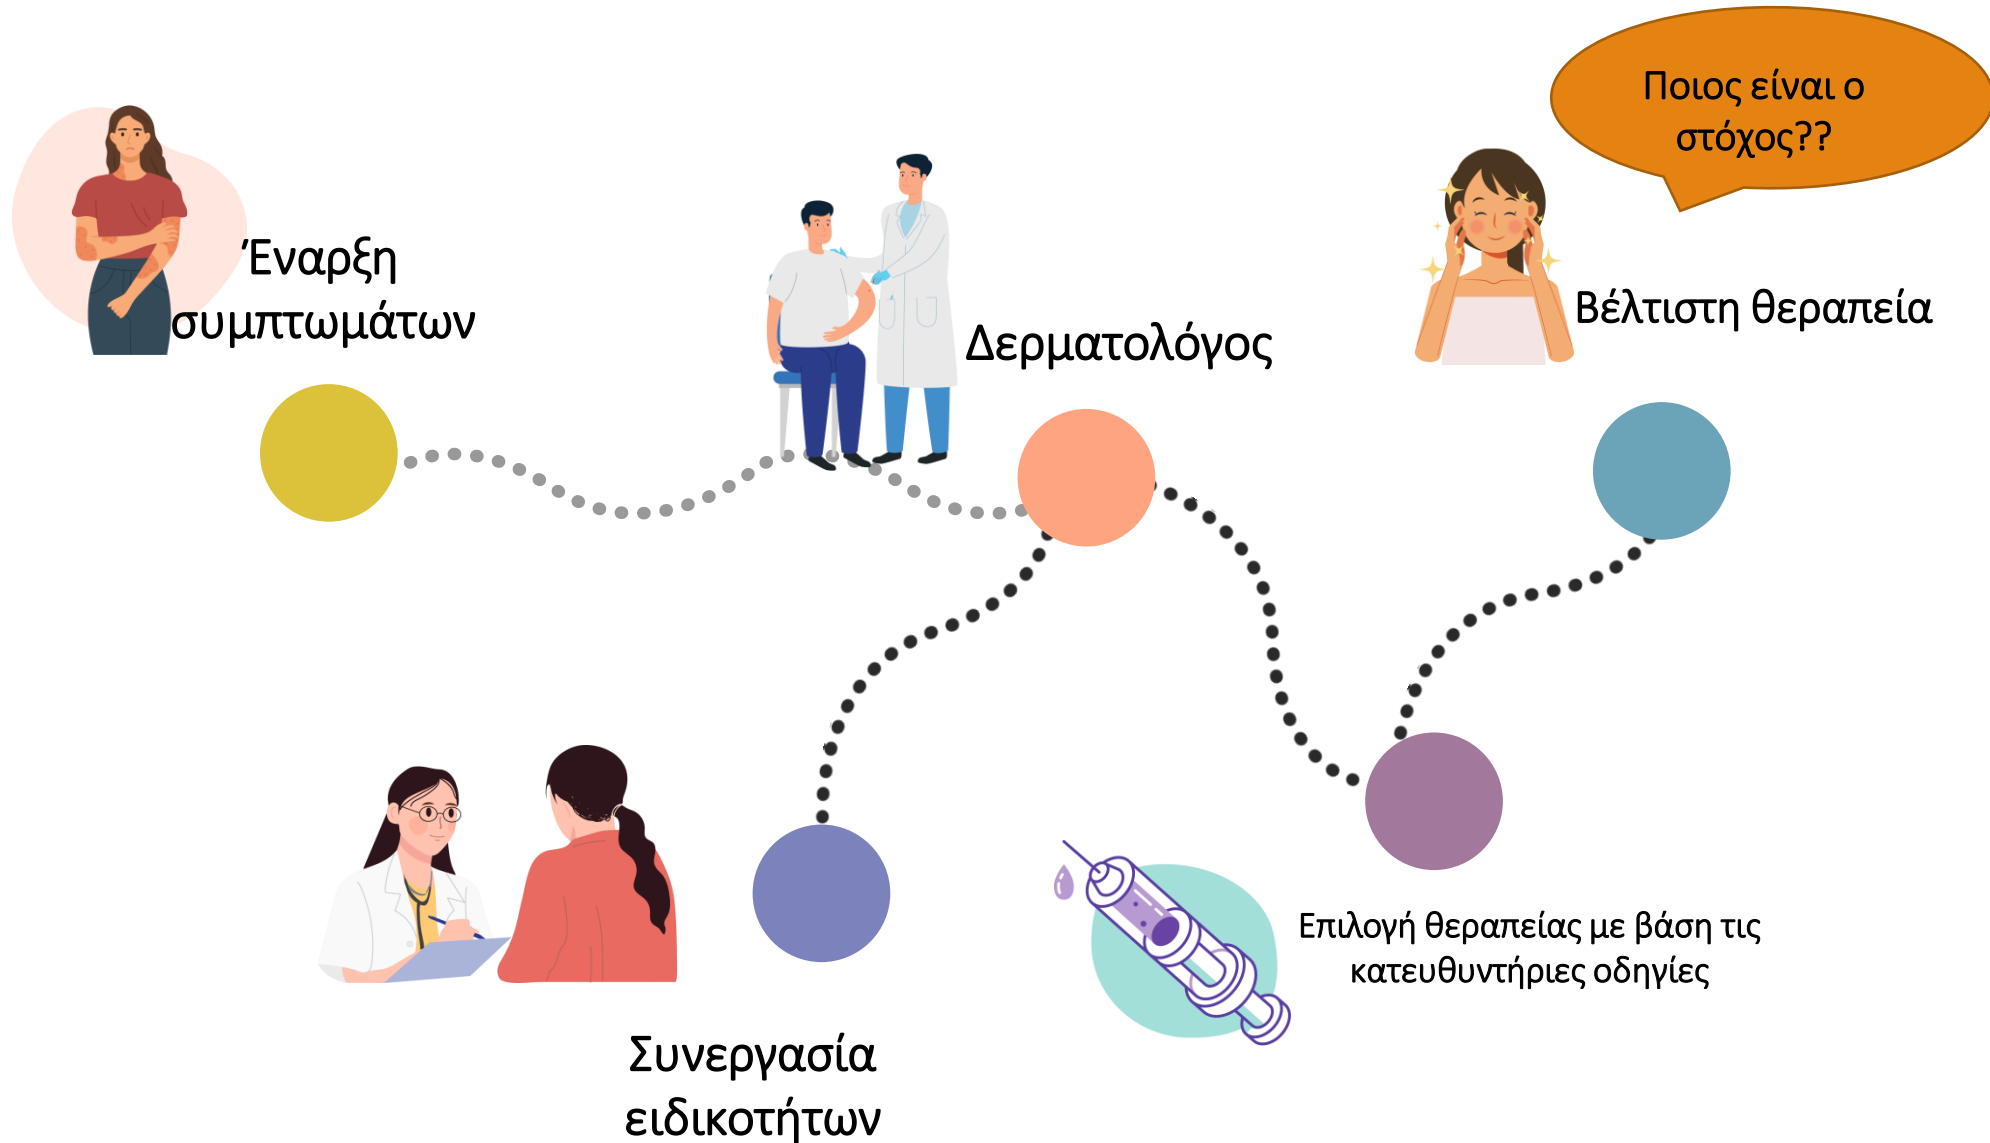 Ποιος είναι ο
στόχος??
Έναρξη
συμπτωμάτων
Δερματολόγος
Βέλτιστη θεραπεία
Επιλογή θεραπείας με βάση τις
κατευθυντήριες οδηγίες
Συνεργασία
ειδικοτήτων